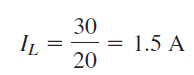 I_L = 30/20 = 1.5 A